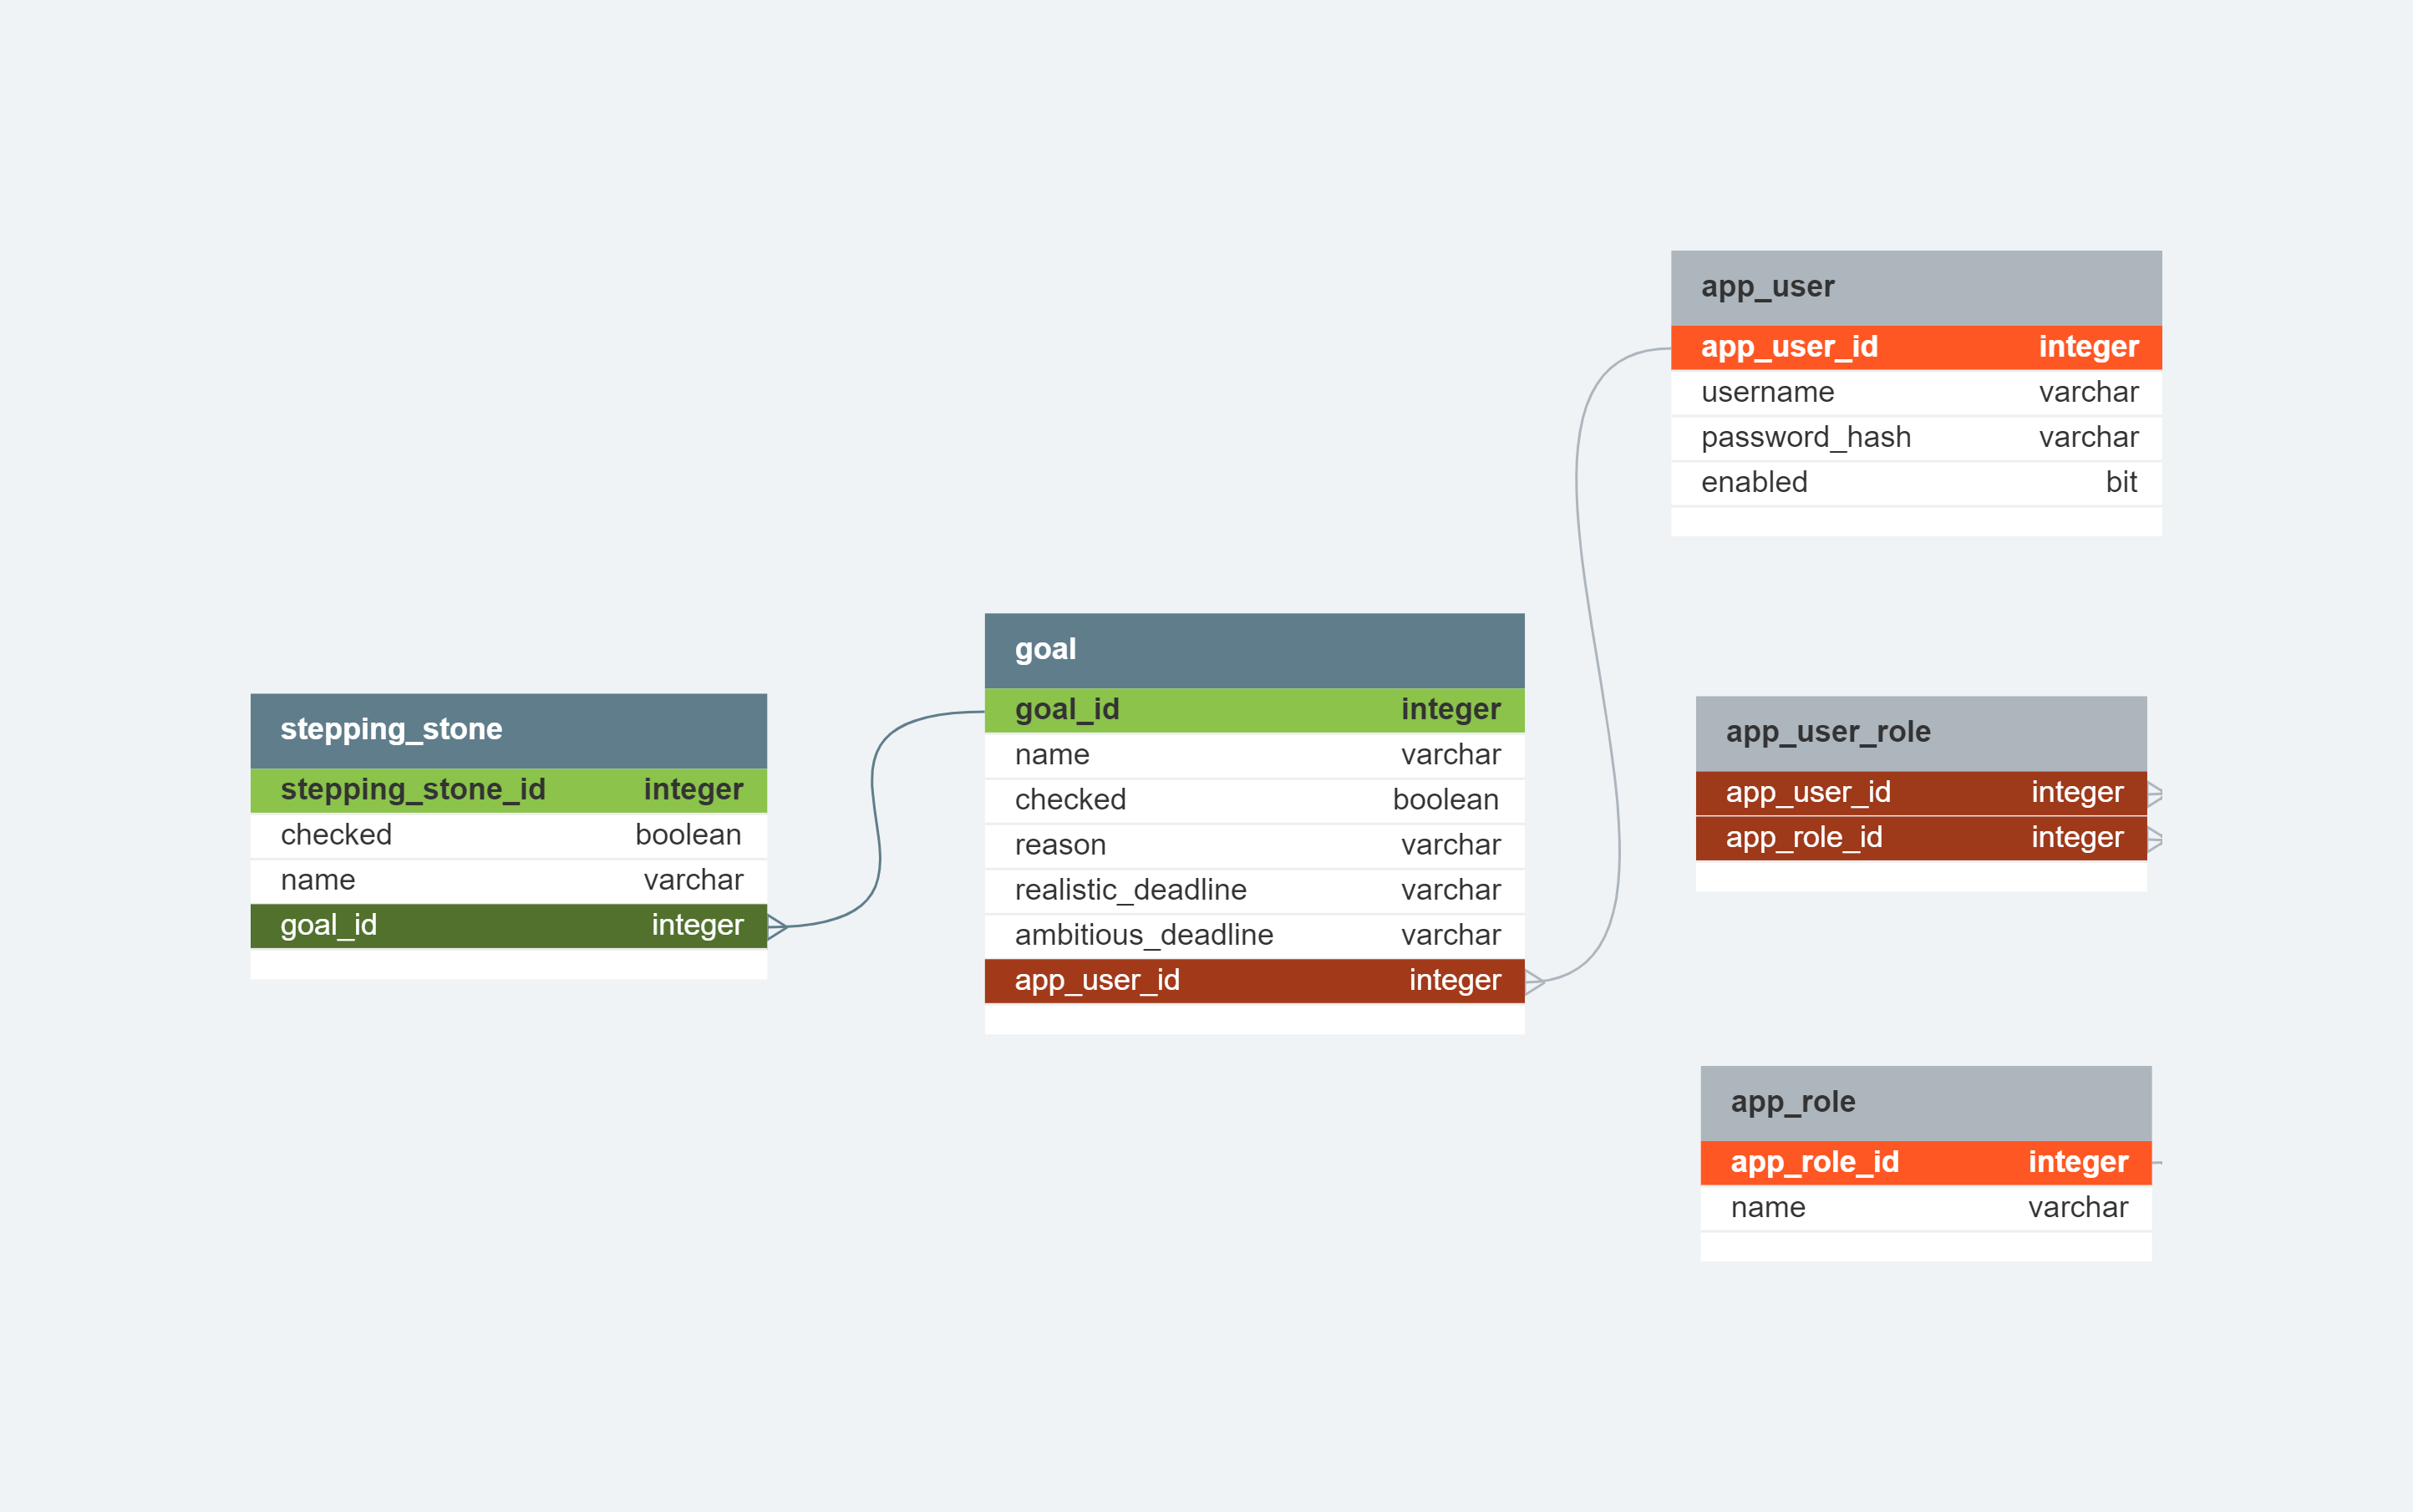 stepping_stone
stepping_stone_id integer
checked boolean
name varchar
goal_id integer
goal
goal_id integer
name varchar
checked boolean
reason varchar
realistic_deadline varchar
ambitious_deadline varchar
app_user_id integer
app_user
app_user_id integer
username varchar
password_hash varchar
enabled bit
app_user_role
app_user_id integer
app_role_id integer
app_role
app_role_id integer
name varchar